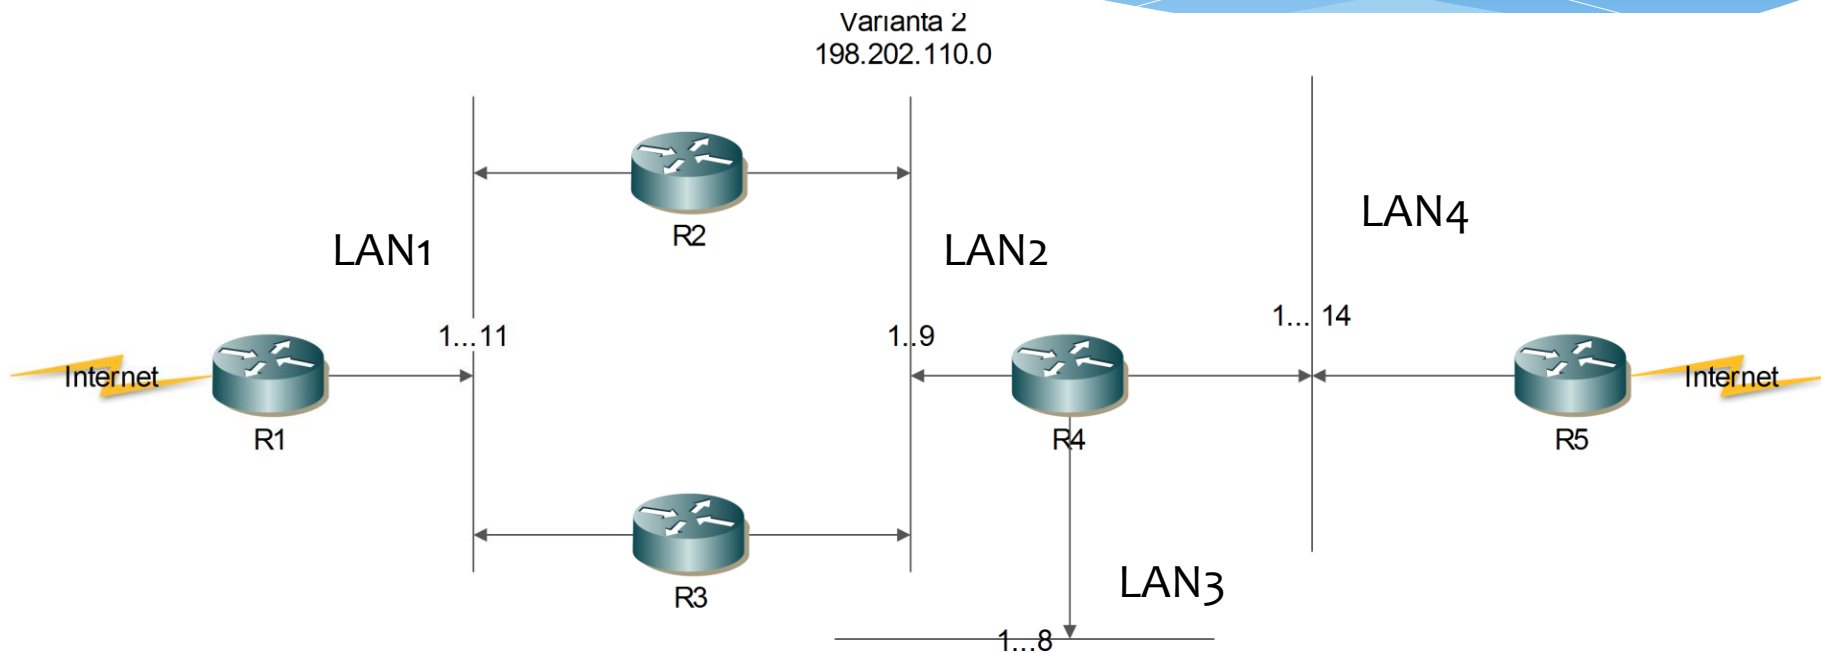 Varianta 2
198.202.110.0
LAN4
R2
LAN1
LAN2
1...11
1..9
1... 14
Internet
Internet
R1
R4
R5
LAN3
R3
1...8